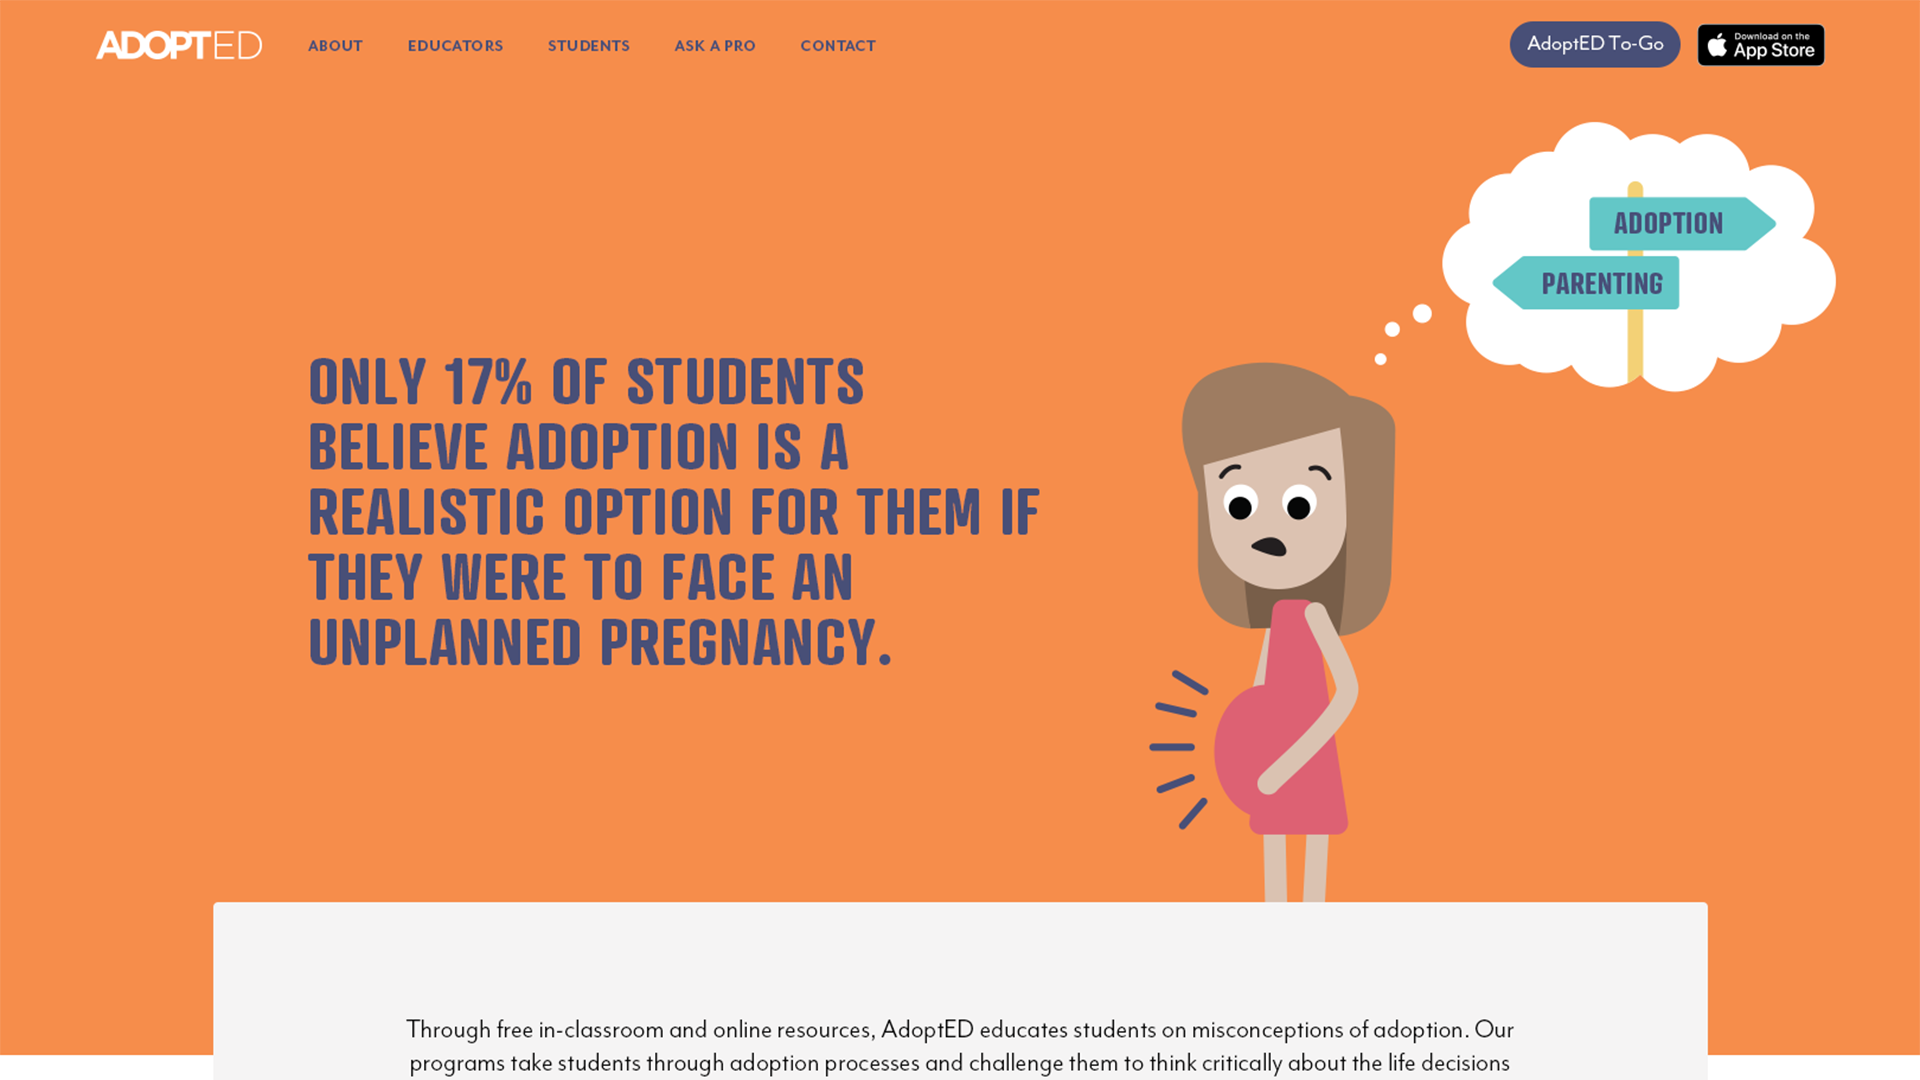 ADOPTED
ABOUT
EDUCATORS
STUDENTS
ASK A PRO
CONTACT
AdoptED To-Go
Download on the
App Store
ADOPTION
PARENTING
ONLY 17% OF STUDENTS
BELIEVE ADOPTION IS A
REALISTIC OPTION FOR THEM IF
THEY WERE TO FACE AN
UNPLANNED PREGNANCY.
Through free in-classroom and online resources, AdoptED educates students on misconceptions of adoption. Our
programs take students through adoption processes and challenge them to think critically about the life decisions